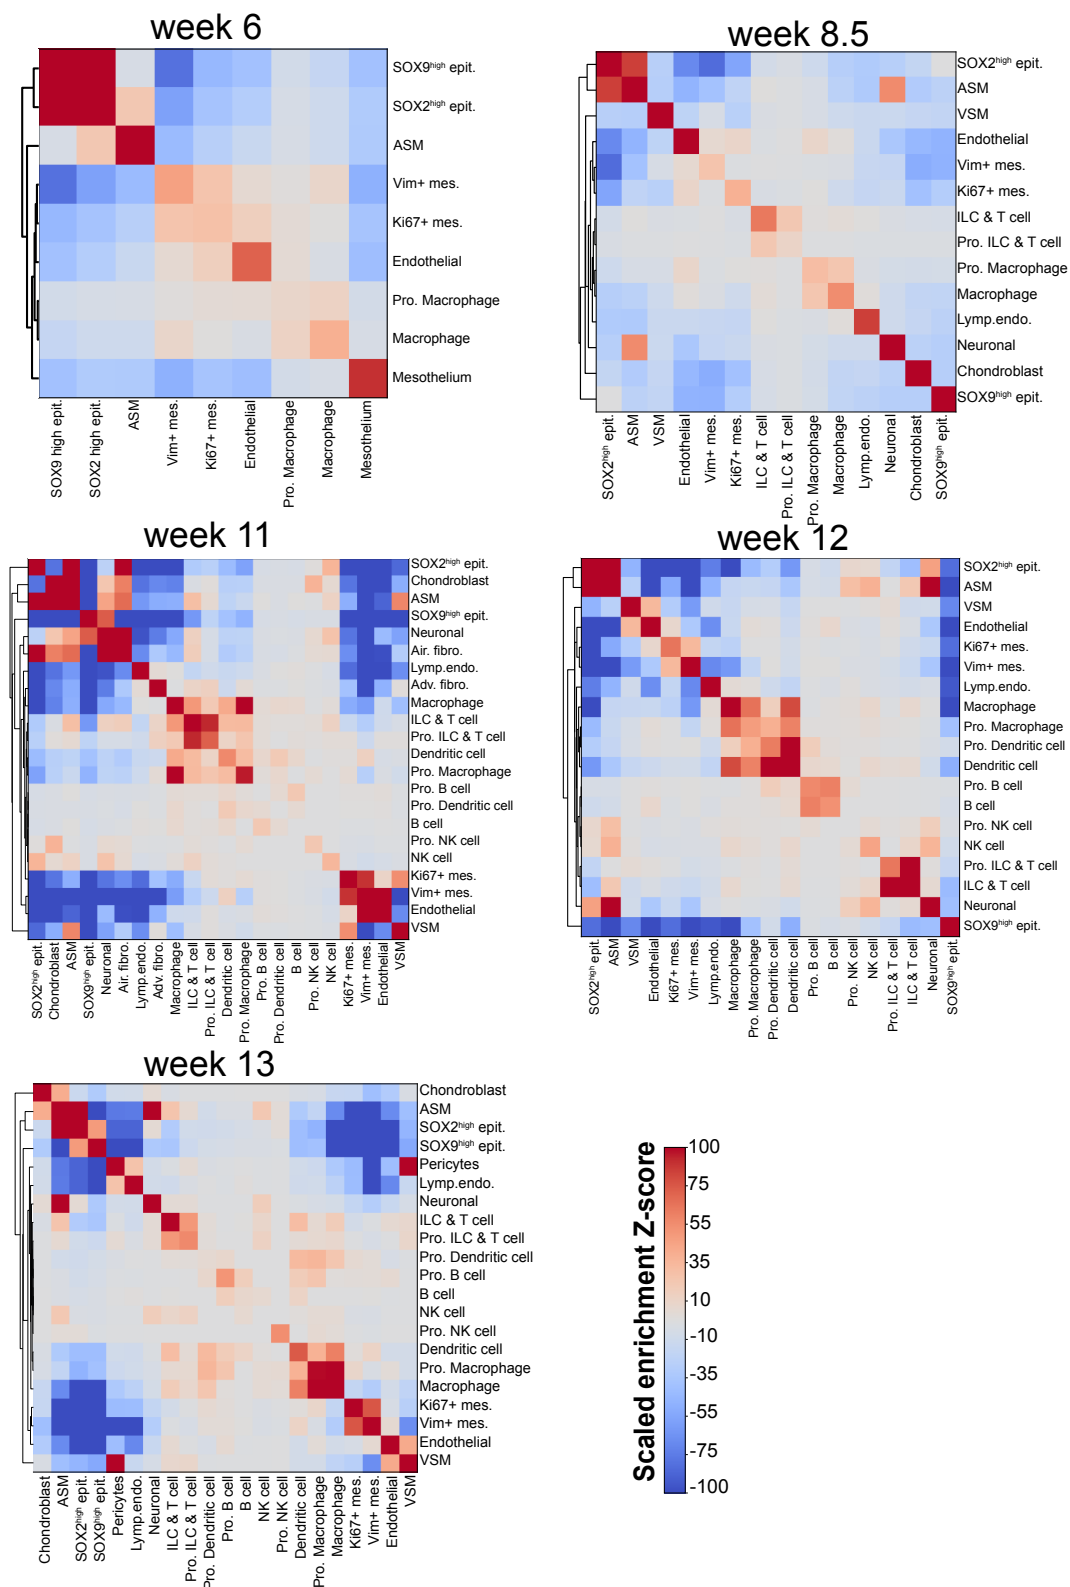 week 6
SOX9high epit.
SOX2high epit.
ASM
Vim+ mes.
Ki67+ mes.
Endothelial
Pro. Macrophage
Macrophage
Mesothelium
SOX9 high epit.
SOX2 high epit.
ASM
Vim+ mes.
Ki67+ mes.
Endothelial
Pro. Macrophage
Macrophage
Mesothelium
week 8.5
SOX2high epit.
ASM
VSM
Endothelial
Vim+ mes.
Ki67+ mes.
ILC & T cell
Pro. ILC & T cell
Pro. Macrophage
Macrophage
Lymp.endo.
Neuronal
Chondroblast
SOX9high epit.
SOX2high epit.
ASM
VSM
Endothelial
Vim+ mes.
Ki67+ mes.
ILC & T cell
Pro. ILC & T cell
Pro. Macrophage
Macrophage
Lymp.endo.
Neuronal
Chondroblast
SOX9high epit.
week 11
SOX2high epit.
Chondroblast
ASM
SOX9high epit.
Neuronal
Air. fibro.
Lymp.endo.
Adv. fibro.
Macrophage
ILC & T cell
Pro. ILC & T cell
Dendritic cell
Pro. Macrophage
Pro. B cell
Pro. Dendritic cell
B cell
Pro. NK cell
NK cell
Ki67+ mes.
Vim+ mes.
Endothelial
VSM
SOX2high epit.
Chondroblast
ASM
SOX9high epit.
Neuronal
Air. fibro.
Lymp.endo.
Adv. fibro.
Macrophage
ILC & T cell
Pro. ILC & T cell
Dendritic cell
Pro. Macrophage
Pro. B cell
Pro. Dendritic cell
B cell
Pro. NK cell
NK cell
Ki67+ mes.
Vim+ mes.
Endothelial
VSM
week 12
SOX2high epit.
ASM
VSM
Endothelial
Ki67+ mes.
Vim+ mes.
Lymp.endo.
Macrophage
Pro. Macrophage
Pro. Dendritic cell
Dendritic cell
Pro. B cell
B cell
Pro. NK cell
NK cell
Pro. ILC & T cell
ILC & T cell
Neuronal
SOX9high epit.
SOX2high epit.
ASM
VSM
Endothelial
Ki67+ mes.
Vim+ mes.
Lymp.endo.
Macrophage
Pro. Macrophage
Pro. Dendritic cell
Dendritic cell
Pro. B cell
B cell
Pro. NK cell
NK cell
Pro. ILC & T cell
ILC & T cell
Neuronal
SOX9high epit.
week 13
Chondroblast
ASM
SOX2high epit.
SOX9high epit.
Pericytes
Lymp.endo.
Neuronal
ILC & T cell
Pro. ILC & T cell
Pro. Dendritic cell
Pro. B cell
B cell
NK cell
Pro. NK cell
Dendritic cell
Pro. Macrophage
Macrophage
Ki67+ mes.
Vim+ mes.
Endothelial
VSM
Chondroblast
ASM
SOX2high epit.
SOX9high epit.
Pericytes
Lymp.endo.
Neuronal
ILC & T cell
Pro. ILC & T cell
Pro. Dendritic cell
Pro. B cell
B cell
NK cell
Pro. NK cell
Dendritic cell
Pro. Macrophage
Macrophage
Ki67+ mes.
Vim+ mes.
Endothelial
VSM
Scaled enrichment Z-score
100
75
55
35
10
-10
-35
-55
-75
-100